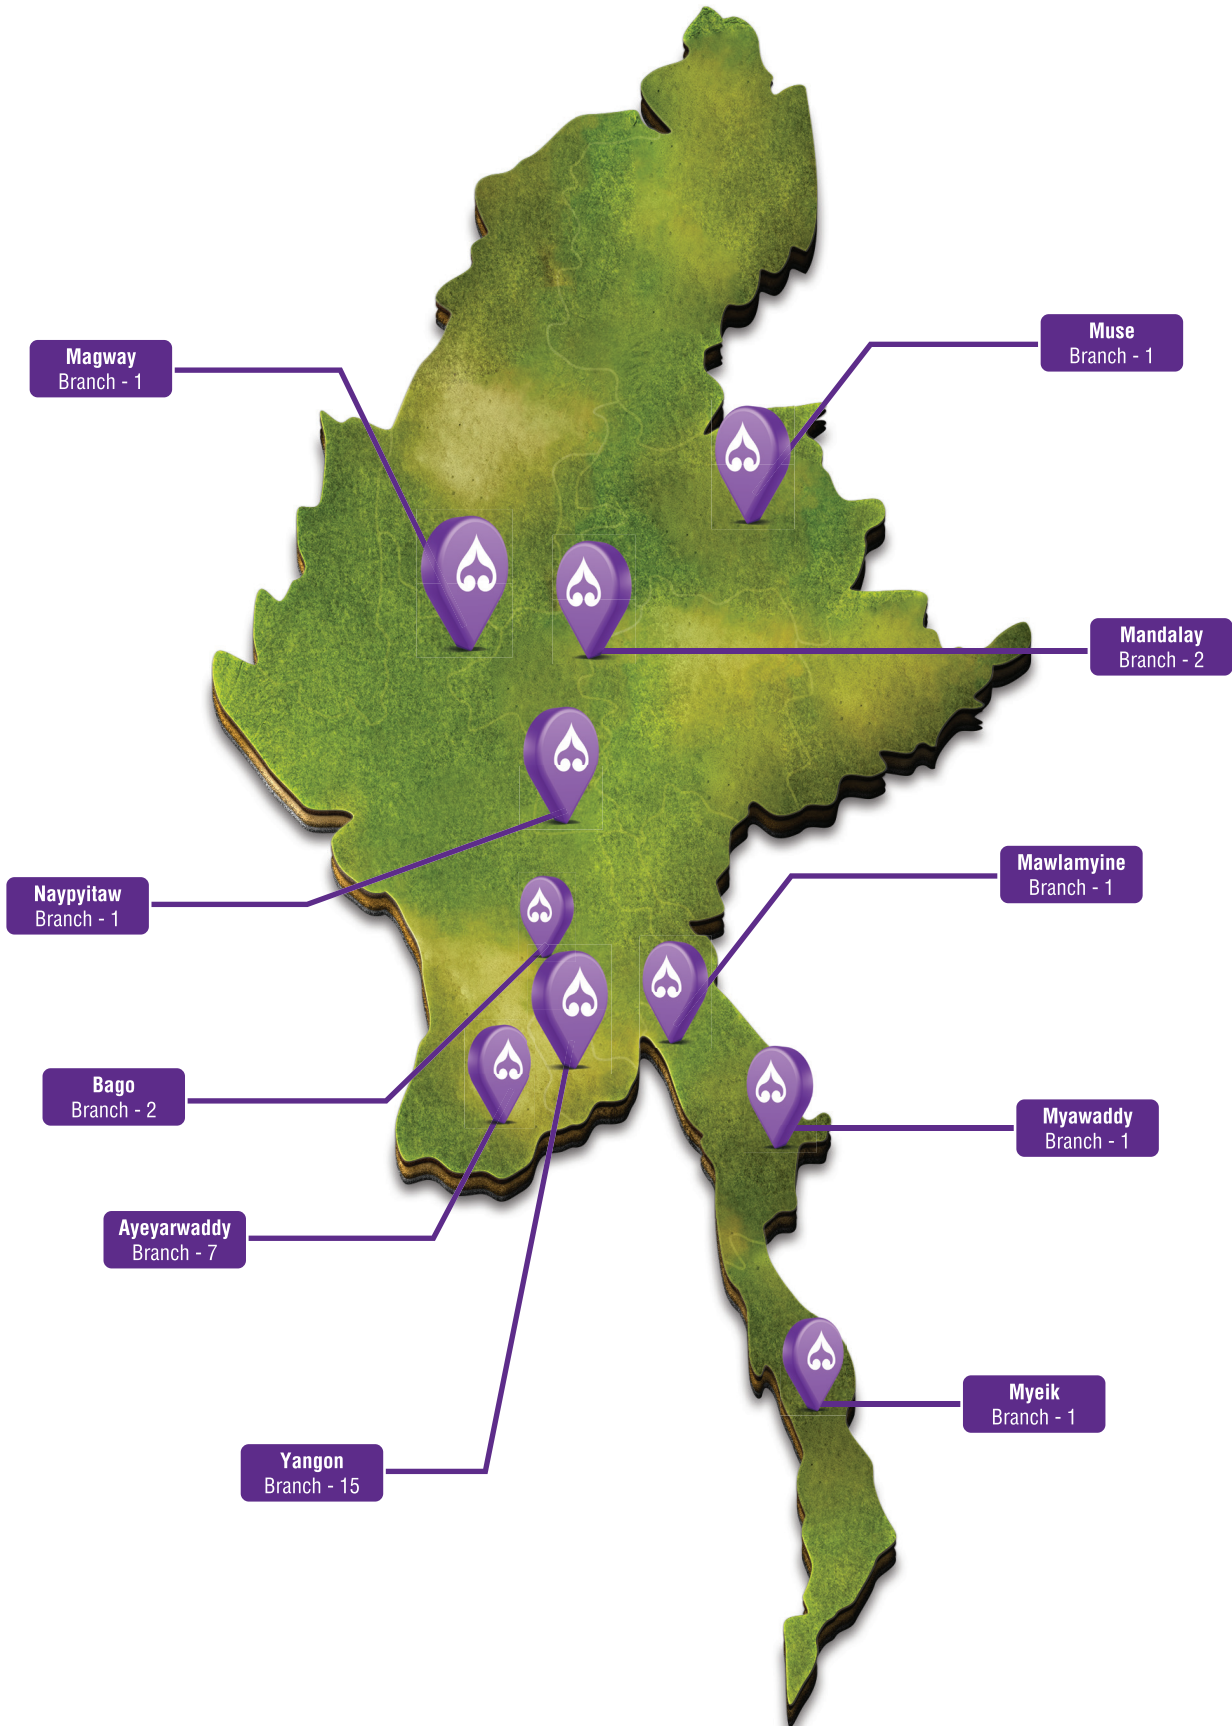 Muse
Branch - 1
Magway
Branch - 1
Mandalay
Branch - 2
Mawlamyine
Branch - 1
Naypyitaw
Branch - 1
Bago
Branch - 2
Myawaddy
Branch - 1
Ayeyarwaddy
Branch - 7
Myeik
Branch - 1
Yangon
Branch - 15